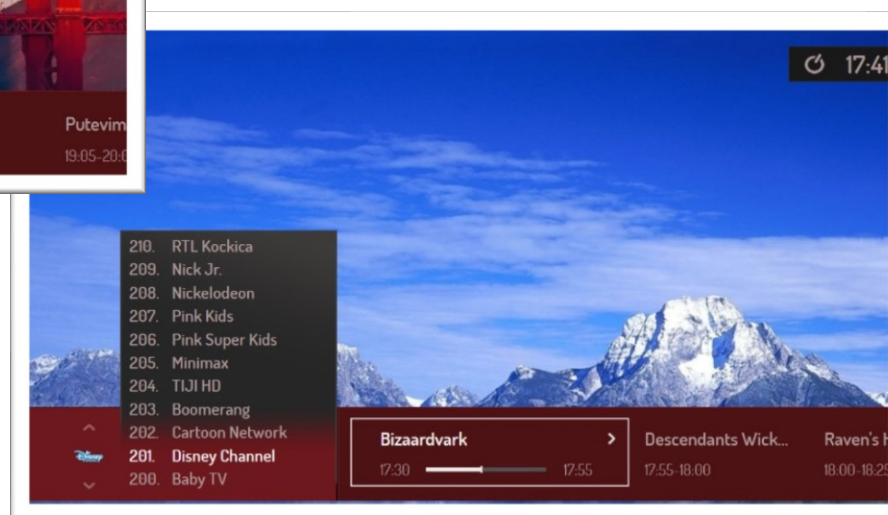 Putevim
19:05-20:0
17:41
210. RTL Kockica
209. Nick Jr.
208. Nickelodeon
207. Pink Kids
206. Pink Super Kids
205. Minimax
204. TIJI HD
203. Boomerang
202. Cartoon Network
201. Disney Channel
200. Baby TV
Disney
Bizaardvark
17:30 17:55
Descendants Wick...
17:55-18:00
Raven's H
18:00-18:25